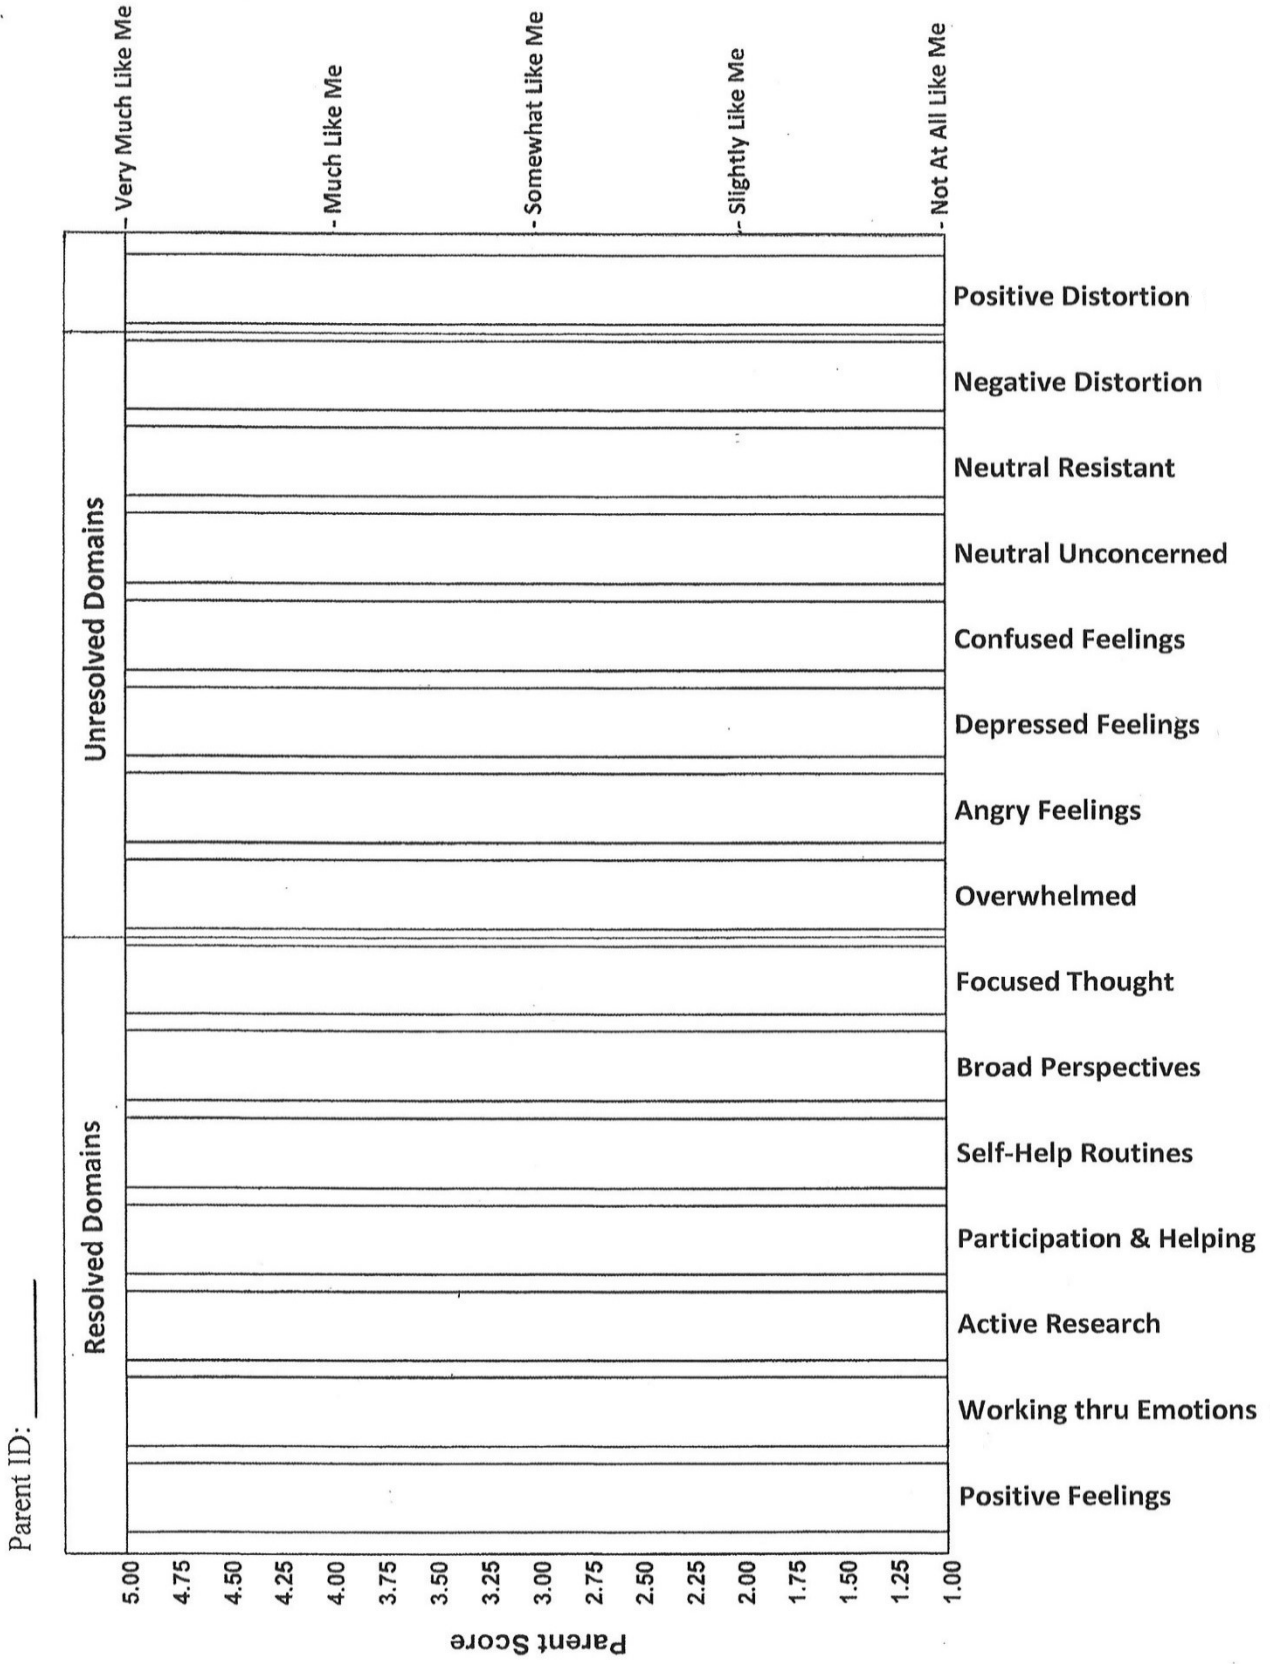 Parent ID:
Resolved Domains
Unresolved Domains
Parent Score
5.00
4.75
4.50
4.25
4.00
3.75
3.50
3.25
3.00
2.75
2.50
2.25
2.00
1.75
1.50
1.25
1.00
- Very Much Like Me
- Much Like Me
- Somewhat Like Me
- Slightly Like Me
- Not At All Like Me
Positive Feelings
Working thru Emotions
Active Research
Participation & Helping
Self-Help Routines
Broad Perspectives
Focused Thought
Overwhelmed
Angry Feelings
Depressed Feelings
Confused Feelings
Neutral Unconcerned
Neutral Resistant
Negative Distortion
Positive Distortion